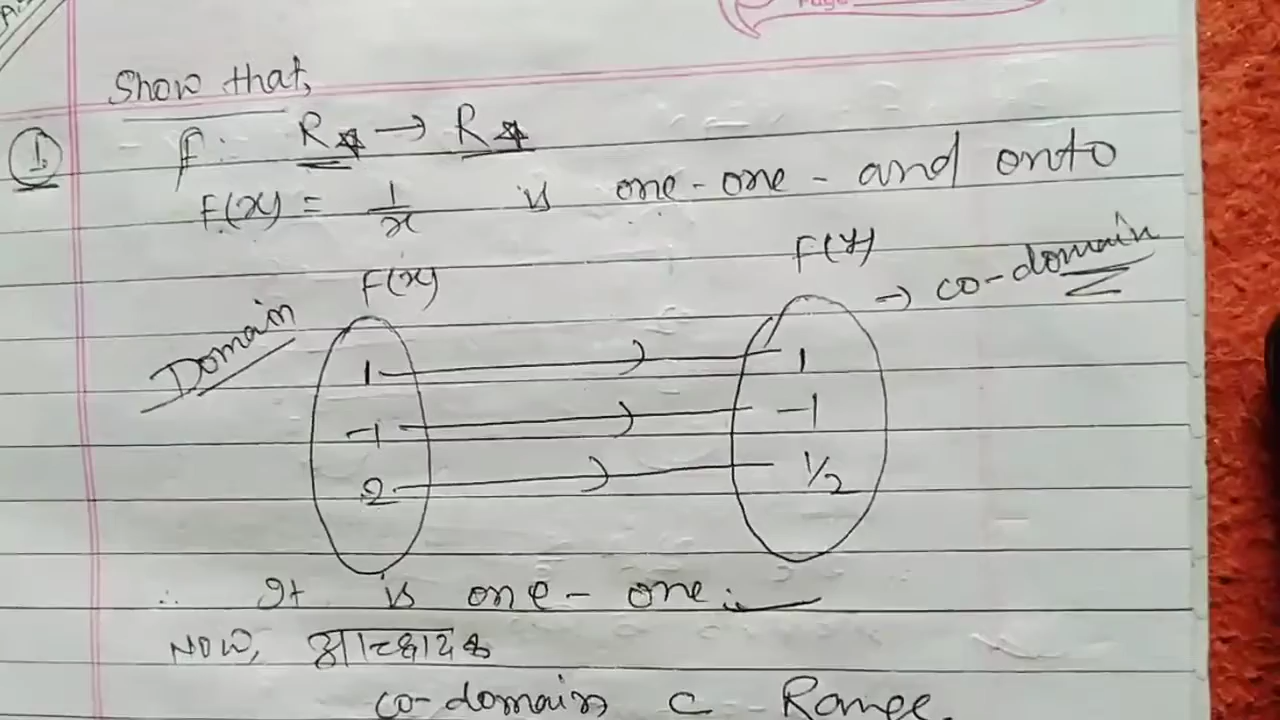 Show that,
① f: R* → R*
F(x) = 1/x is one-one - and onto
F(x) F(y)
Domain → co-domain
1 1
-1 -1
2 1/2
∴ It is one-one.
Now, आच्छादक
co-domain ⊂ Range.